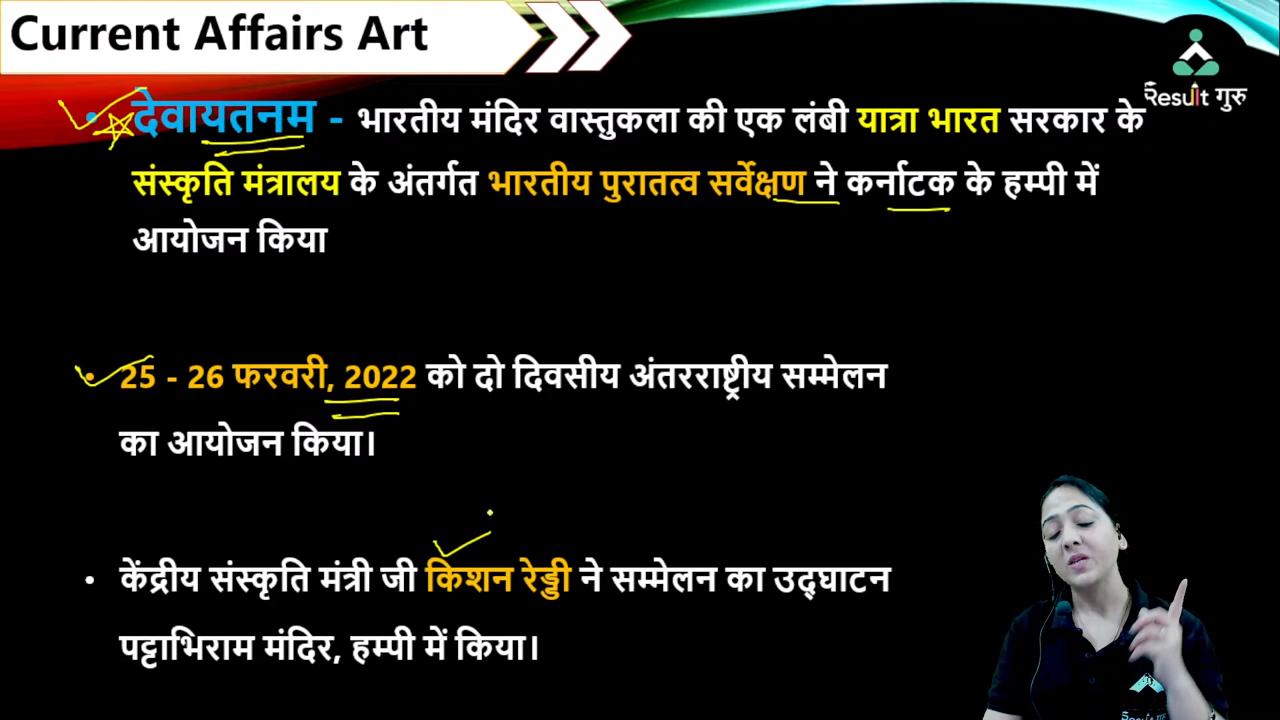 Current Affairs Art
Result गुरु
• देवायतनम - भारतीय मंदिर वास्तुकला की एक लंबी यात्रा भारत सरकार के
संस्कृति मंत्रालय के अंतर्गत भारतीय पुरातत्व सर्वेक्षण ने कर्नाटक के हम्पी में
आयोजन किया
• 25 - 26 फरवरी, 2022 को दो दिवसीय अंतरराष्ट्रीय सम्मेलन
का आयोजन किया।
• केंद्रीय संस्कृति मंत्री जी किशन रेड्डी ने सम्मेलन का उद्घाटन
पट्टाभिराम मंदिर, हम्पी में किया।
Result गुरु